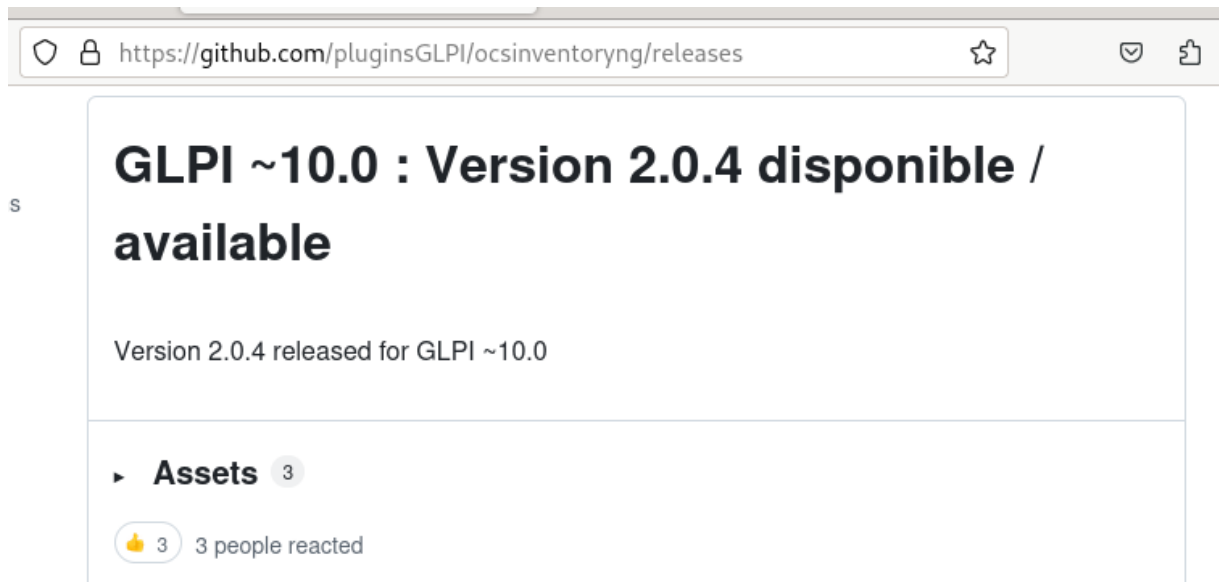 https://github.com/pluginsGLPI/ocsinventoryng/releases
GLPI ~10.0 : Version 2.0.4 disponible /
available
s
Version 2.0.4 released for GLPI ~10.0
Assets 3
3 3 people reacted